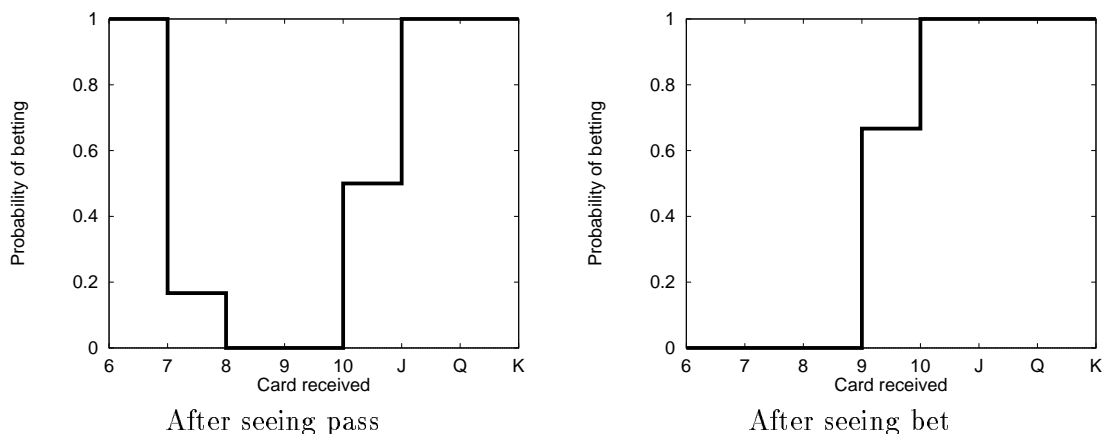 Probability of betting
1
0.8
0.6
0.4
0.2
0
6 7 8 9 10 J Q K
Card received
After seeing pass
Probability of betting
1
0.8
0.6
0.4
0.2
0
6 7 8 9 10 J Q K
Card received
After seeing bet